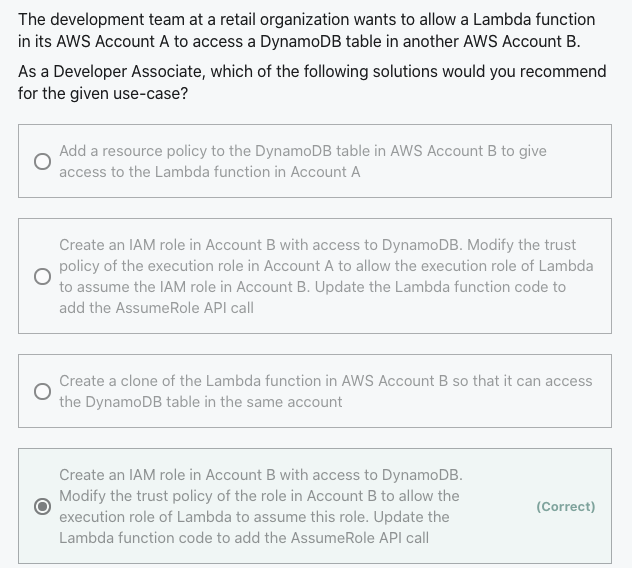 The development team at a retail organization wants to allow a Lambda function
in its AWS Account A to access a DynamoDB table in another AWS Account B.
As a Developer Associate, which of the following solutions would you recommend
for the given use-case?
Add a resource policy to the DynamoDB table in AWS Account B to give
access to the Lambda function in Account A
Create an IAM role in Account B with access to DynamoDB. Modify the trust
policy of the execution role in Account A to allow the execution role of Lambda
to assume the IAM role in Account B. Update the Lambda function code to
add the AssumeRole API call
Create a clone of the Lambda function in AWS Account B so that it can access
the DynamoDB table in the same account
Create an IAM role in Account B with access to DynamoDB.
Modify the trust policy of the role in Account B to allow the
execution role of Lambda to assume this role. Update the
Lambda function code to add the AssumeRole API call
(Correct)